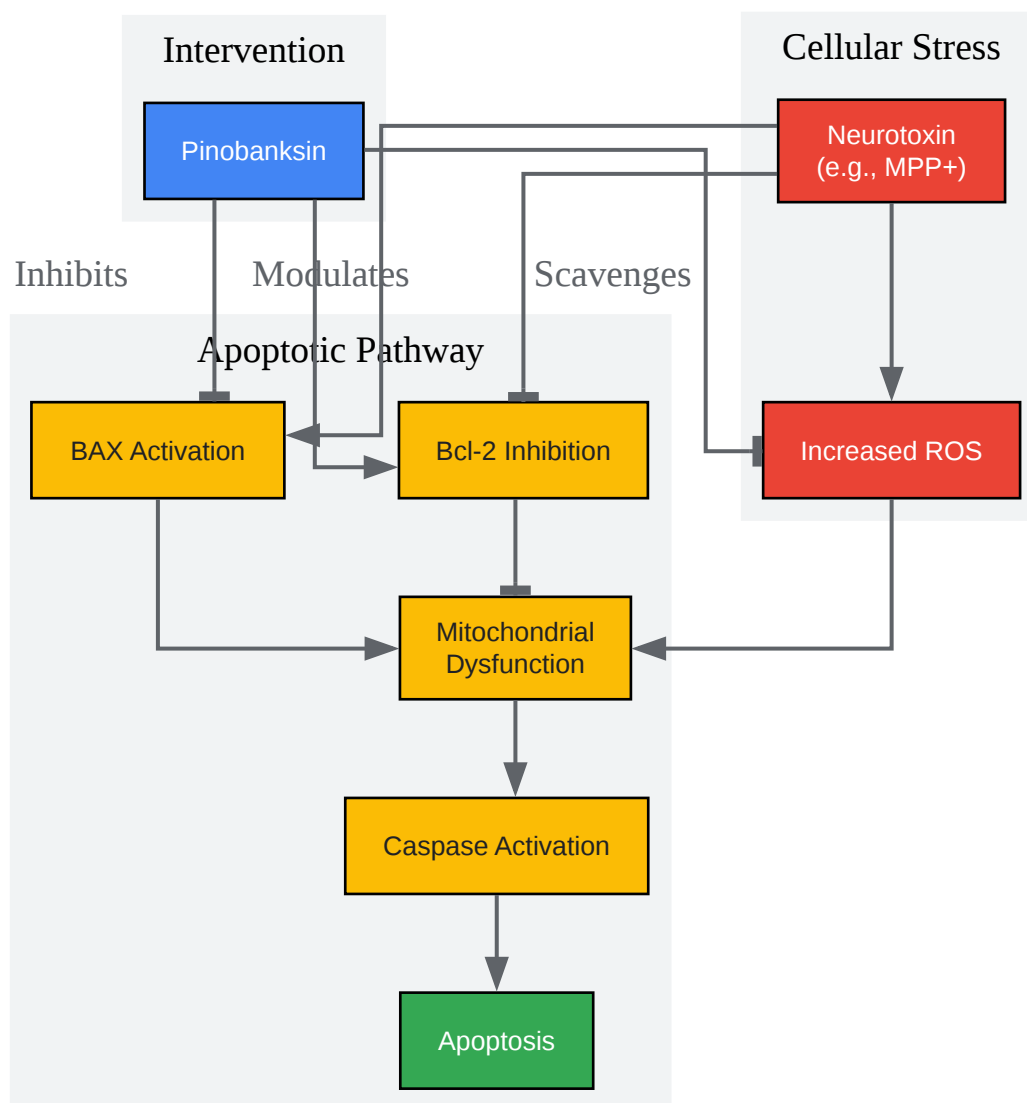 Intervention
Cellular Stress
Pinobanksin
Neurotoxin
(e.g., MPP+)
Inhibits
Modulates
Scavenges
Apoptotic Pathway
BAX Activation
Bcl-2 Inhibition
Increased ROS
Mitochondrial
Dysfunction
Caspase Activation
Apoptosis